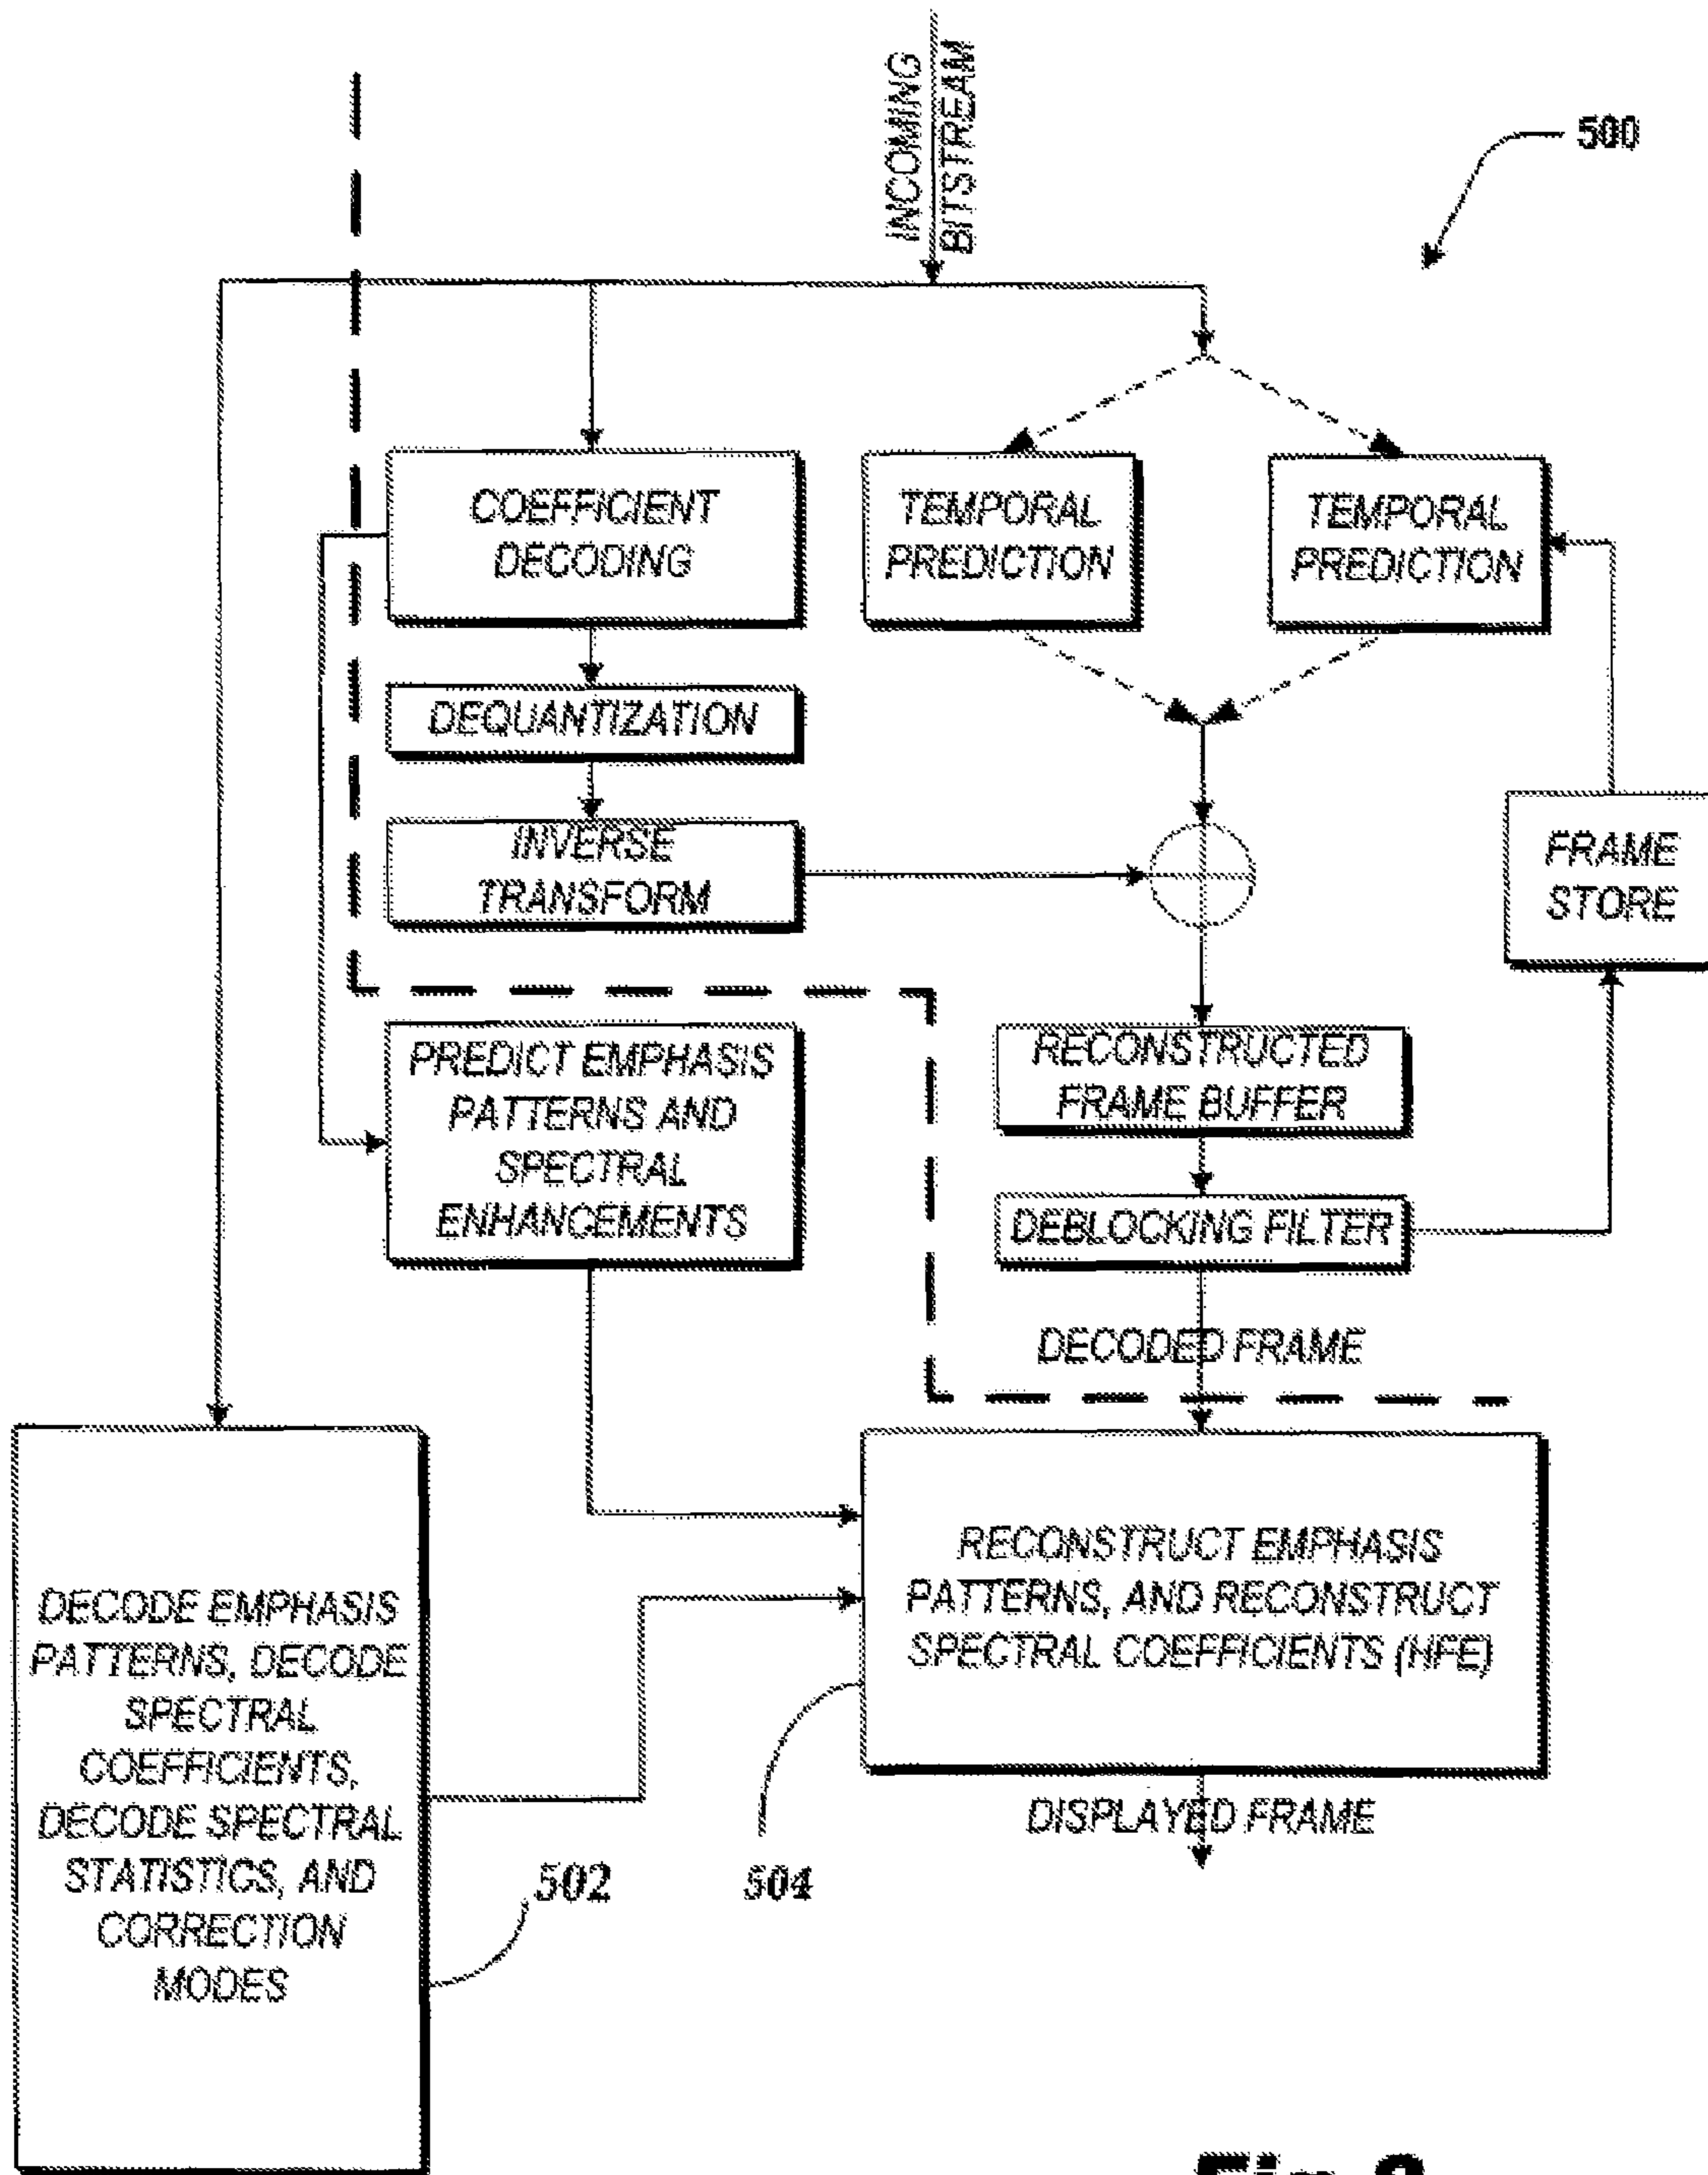 INCOMING
BITSTREAM
500
COEFFICIENT
DECODING
TEMPORAL
PREDICTION
TEMPORAL
PREDICTION
DEQUANTIZATION
INVERSE
TRANSFORM
FRAME
STORE
PREDICT EMPHASIS
PATTERNS AND
SPECTRAL
ENHANCEMENTS
RECONSTRUCTED
FRAME BUFFER
DEBLOCKING FILTER
DECODED FRAME
RECONSTRUCT EMPHASIS
PATTERNS, AND RECONSTRUCT
SPECTRAL COEFFICIENTS (HFE)
DECODE EMPHASIS
PATTERNS, DECODE
SPECTRAL
COEFFICIENTS,
DECODE SPECTRAL
STATISTICS, AND
CORRECTION
MODES
502
504
DISPLAYED FRAME